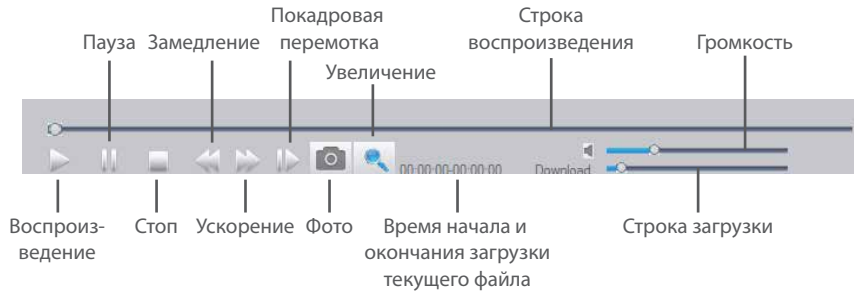 Покадровая
перемотка
Строка
воспроизведения
Пауза
Замедление
Громкость
Увеличение
00:00:00-00:00:00
Download
Воспроиз-
ведение
Стоп
Ускорение
Фото
Время начала и
окончания загрузки
текущего файла
Строка загрузки